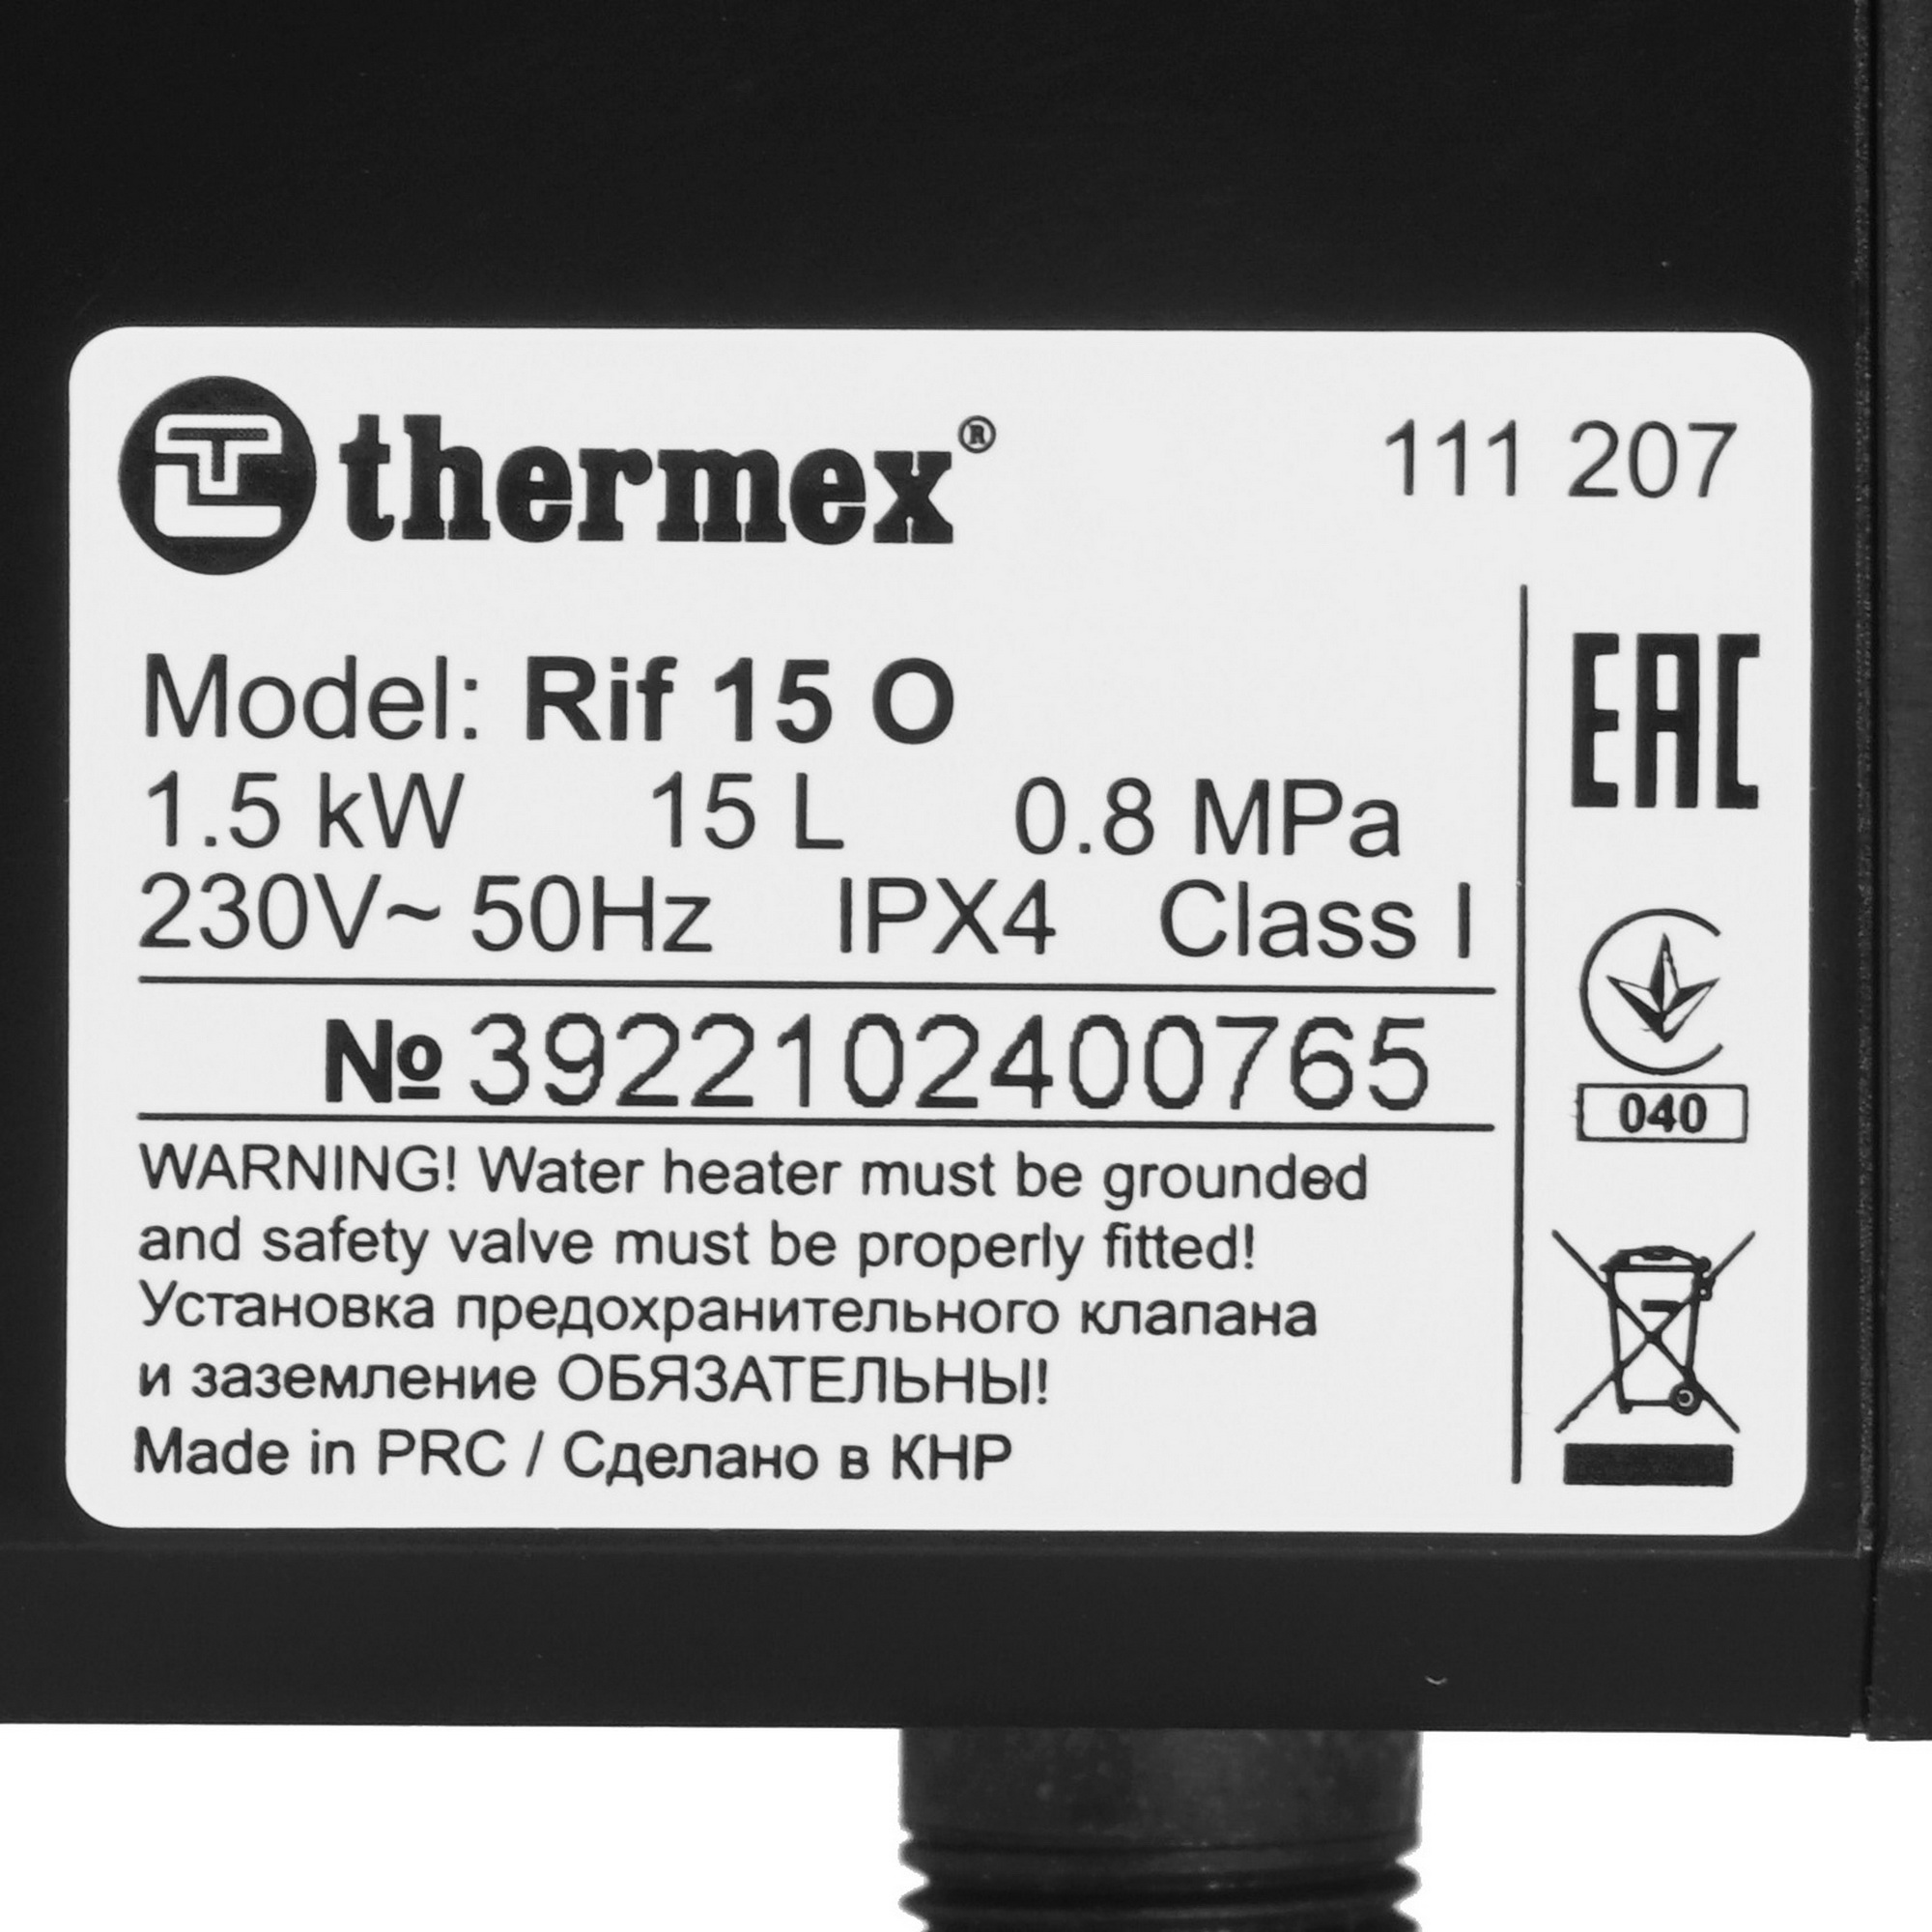 thermex® 111 207
Model: Rif 15 O
1.5 kW 15 L 0.8 MPa
230V~ 50Hz IPX4 Class I
№ 3922102400765
WARNING! Water heater must be grounded
and safety valve must be properly fitted!
Установка предохранительного клапана
и заземление ОБЯЗАТЕЛЬНЫ!
Made in PRC / Сделано в КНР
EAC
040